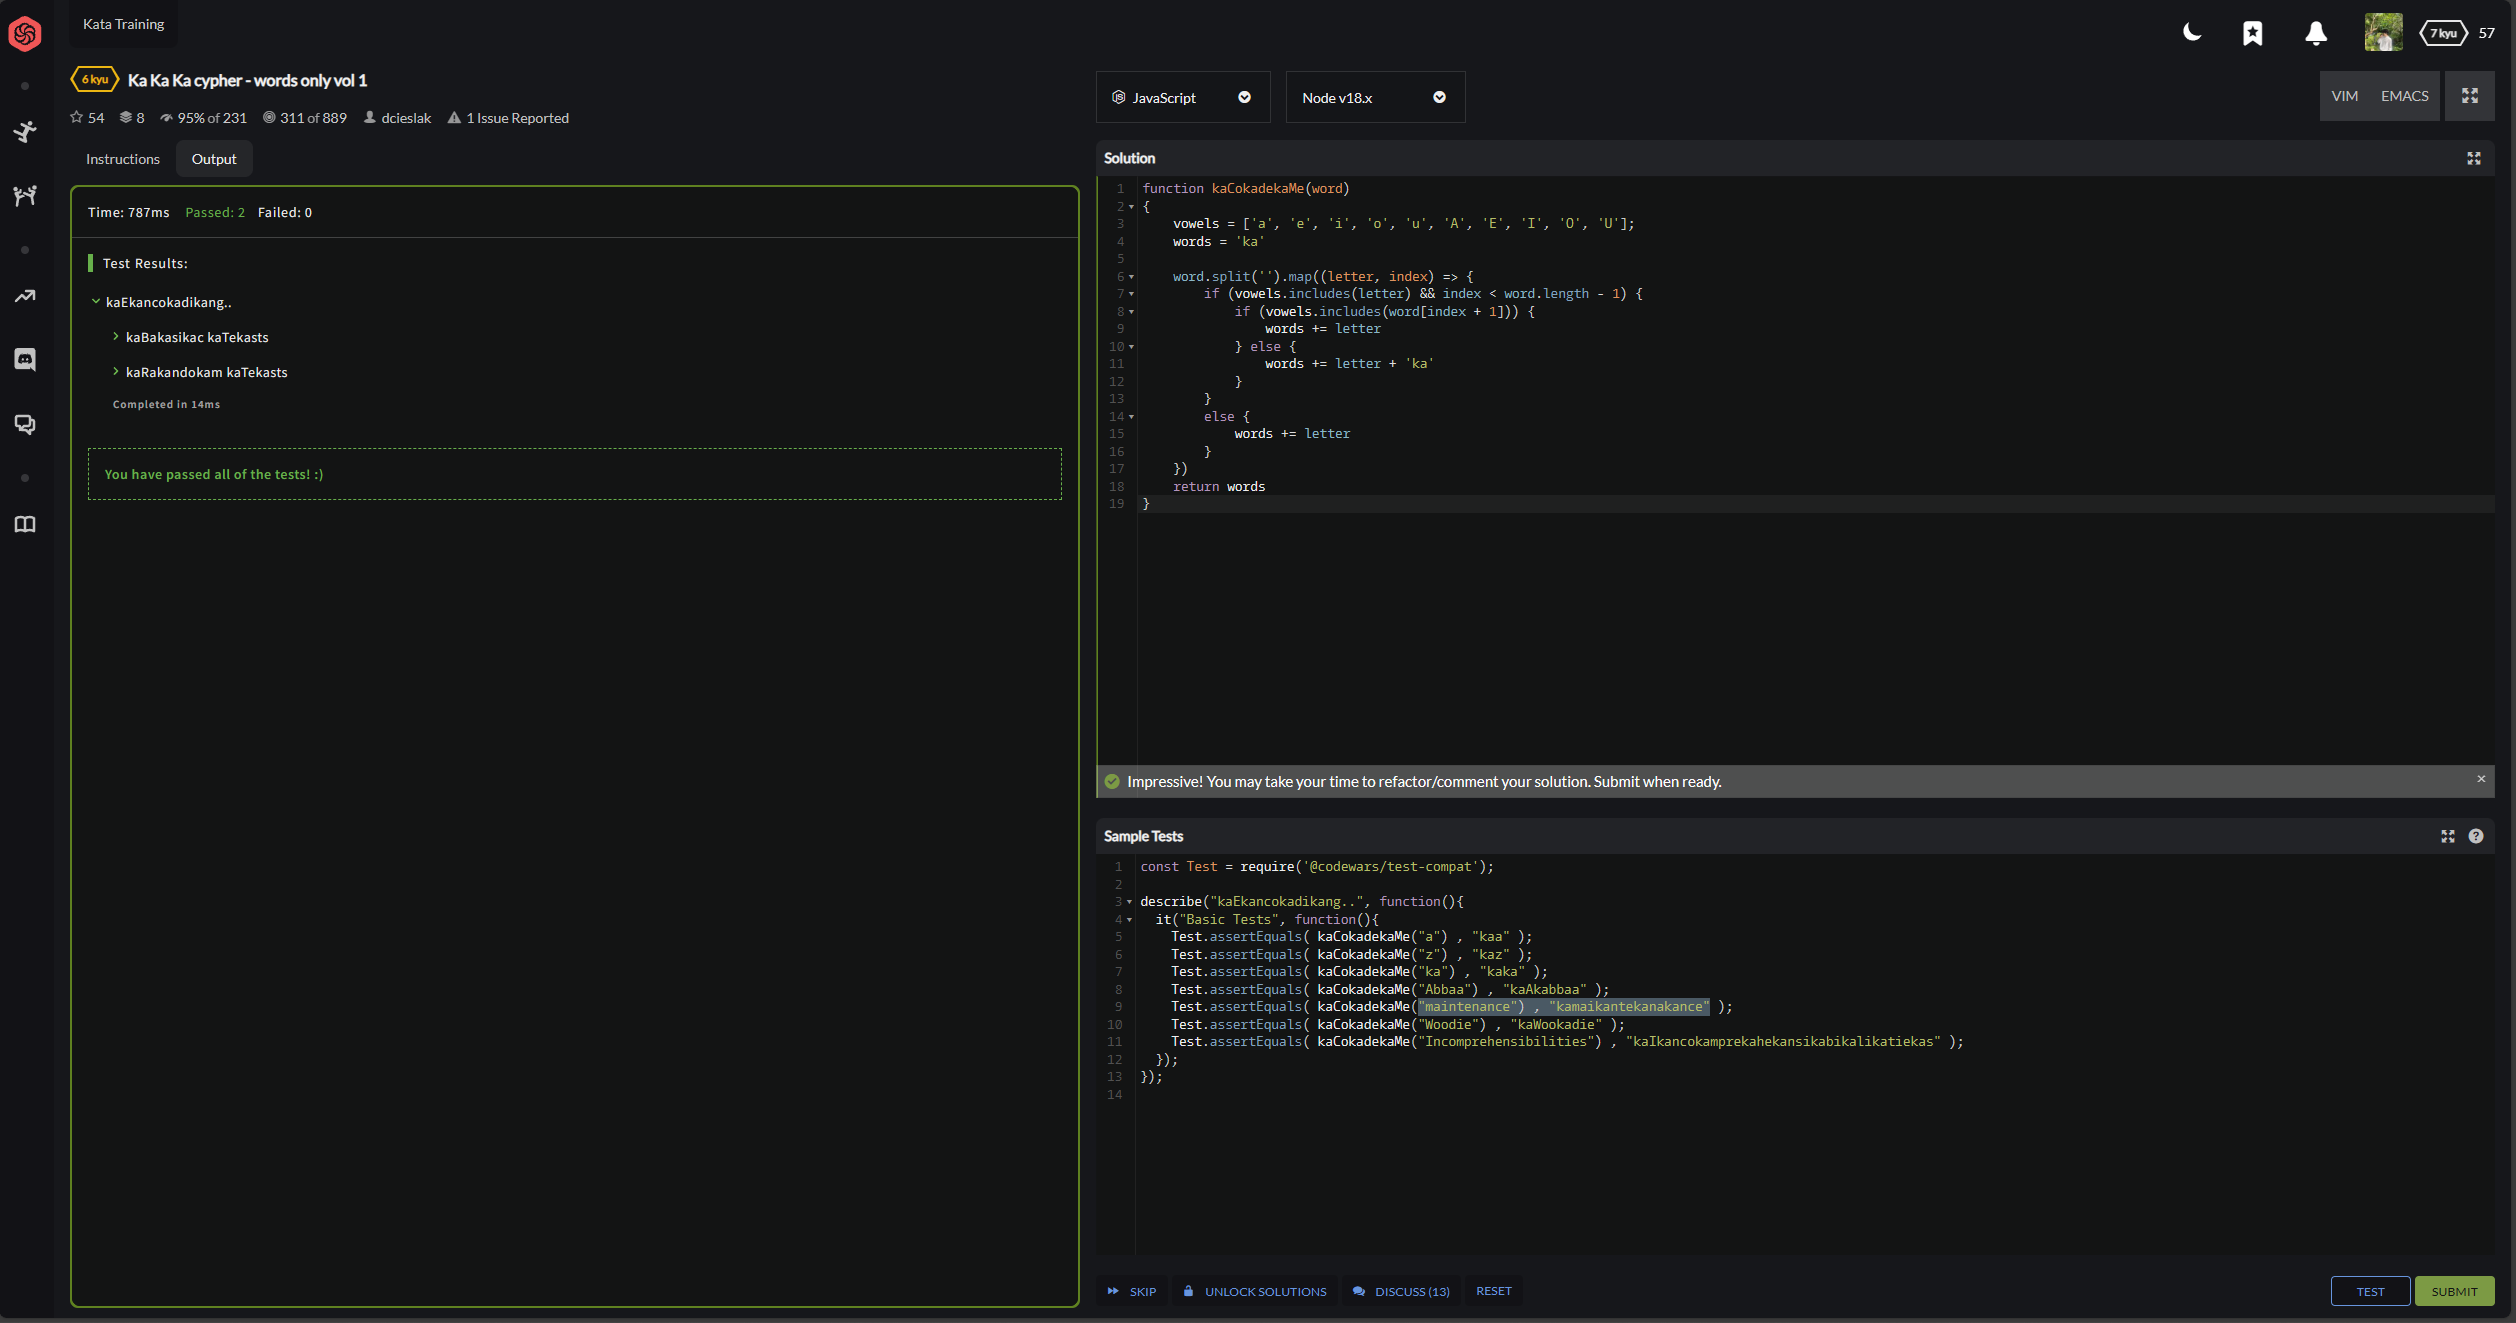 Kata Training
7 kyu 57
6 kyu Ka Ka Ka cypher - words only vol 1
54 8 95% of 231 311 of 889 dcieslak 1 Issue Reported
Instructions Output
Time: 787ms Passed: 2 Failed: 0
Test Results:
kaEkancokadikang..
kaBakasikac kaTekasts
kaRakandokam kaTekasts
Completed in 14ms
You have passed all of the tests! :)
JavaScript Node v18.x VIM EMACS
Solution
1 function kaCokadekaMe(word)
2 {
3 vowels = ['a', 'e', 'i', 'o', 'u', 'A', 'E', 'I', 'O', 'U'];
4 words = 'ka'
5
6 word.split('').map((letter, index) => {
7 if (vowels.includes(letter) && index < word.length - 1) {
8 if (vowels.includes(word[index + 1])) {
9 words += letter
10 } else {
11 words += letter + 'ka'
12 }
13 }
14 else {
15 words += letter
16 }
17 })
18 return words
19 }
Impressive! You may take your time to refactor/comment your solution. Submit when ready.
Sample Tests
1 const Test = require('@codewars/test-compat');
2
3 describe("kaEkancokadikang..", function(){
4 it("Basic Tests", function(){
5 Test.assertEquals( kaCokadekaMe("a") , "kaa" );
6 Test.assertEquals( kaCokadekaMe("z") , "kaz" );
7 Test.assertEquals( kaCokadekaMe("ka") , "kaka" );
8 Test.assertEquals( kaCokadekaMe("Abbaa") , "kaAkabbaa" );
9 Test.assertEquals( kaCokadekaMe("maintenance") , "kamaikantekanakance" );
10 Test.assertEquals( kaCokadekaMe("Woodie") , "kaWookadie" );
11 Test.assertEquals( kaCokadekaMe("Incomprehensibilities") , "kaIkancokamprekahekansikabikalikatiekas" );
12 });
13 });
14
SKIP UNLOCK SOLUTIONS DISCUSS (13) RESET TEST SUBMIT